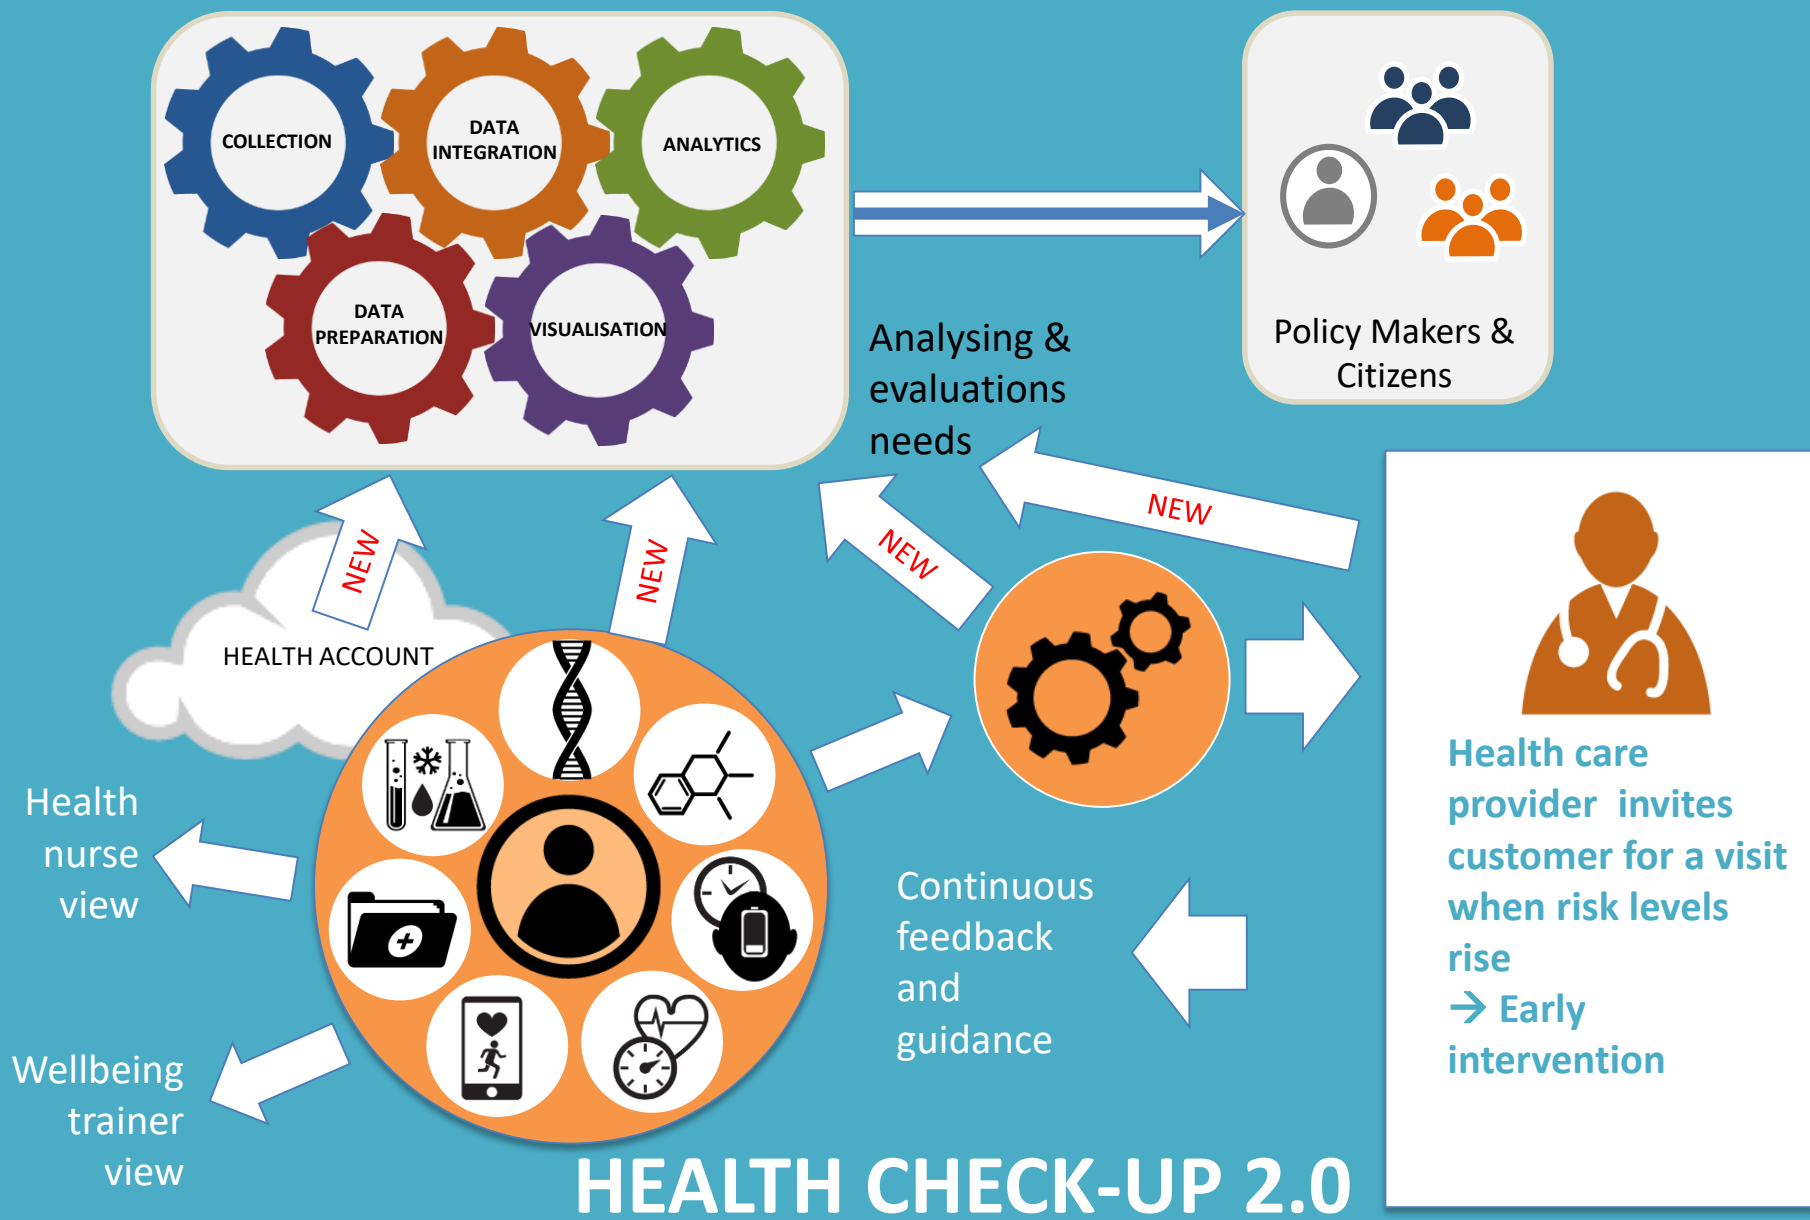 COLLECTION
DATA
INTEGRATION
ANALYTICS
DATA
PREPARATION
VISUALISATION
Policy Makers &
Citizens
Analysing &
evaluations
needs
NEW
NEW
NEW
NEW
HEALTH ACCOUNT
Health
nurse
view
Wellbeing
trainer
view
Continuous
feedback
and
guidance
Health care
provider  invites
customer for a visit
when risk levels
rise
→ Early
intervention
HEALTH CHECK-UP 2.0